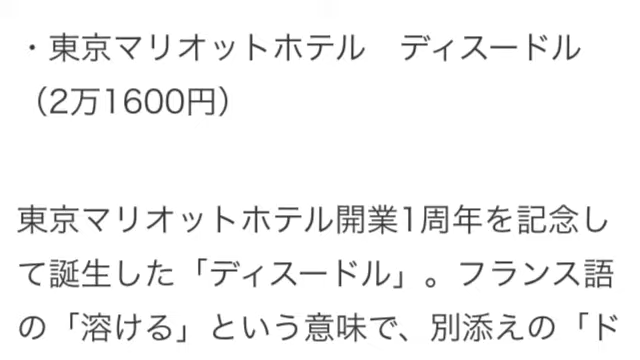 ・東京マリオットホテル　ディスードル
（2万1600円）
東京マリオットホテル開業1周年を記念し
て誕生した「ディスードル」。フランス語
の「溶ける」という意味で、別添えの「ド